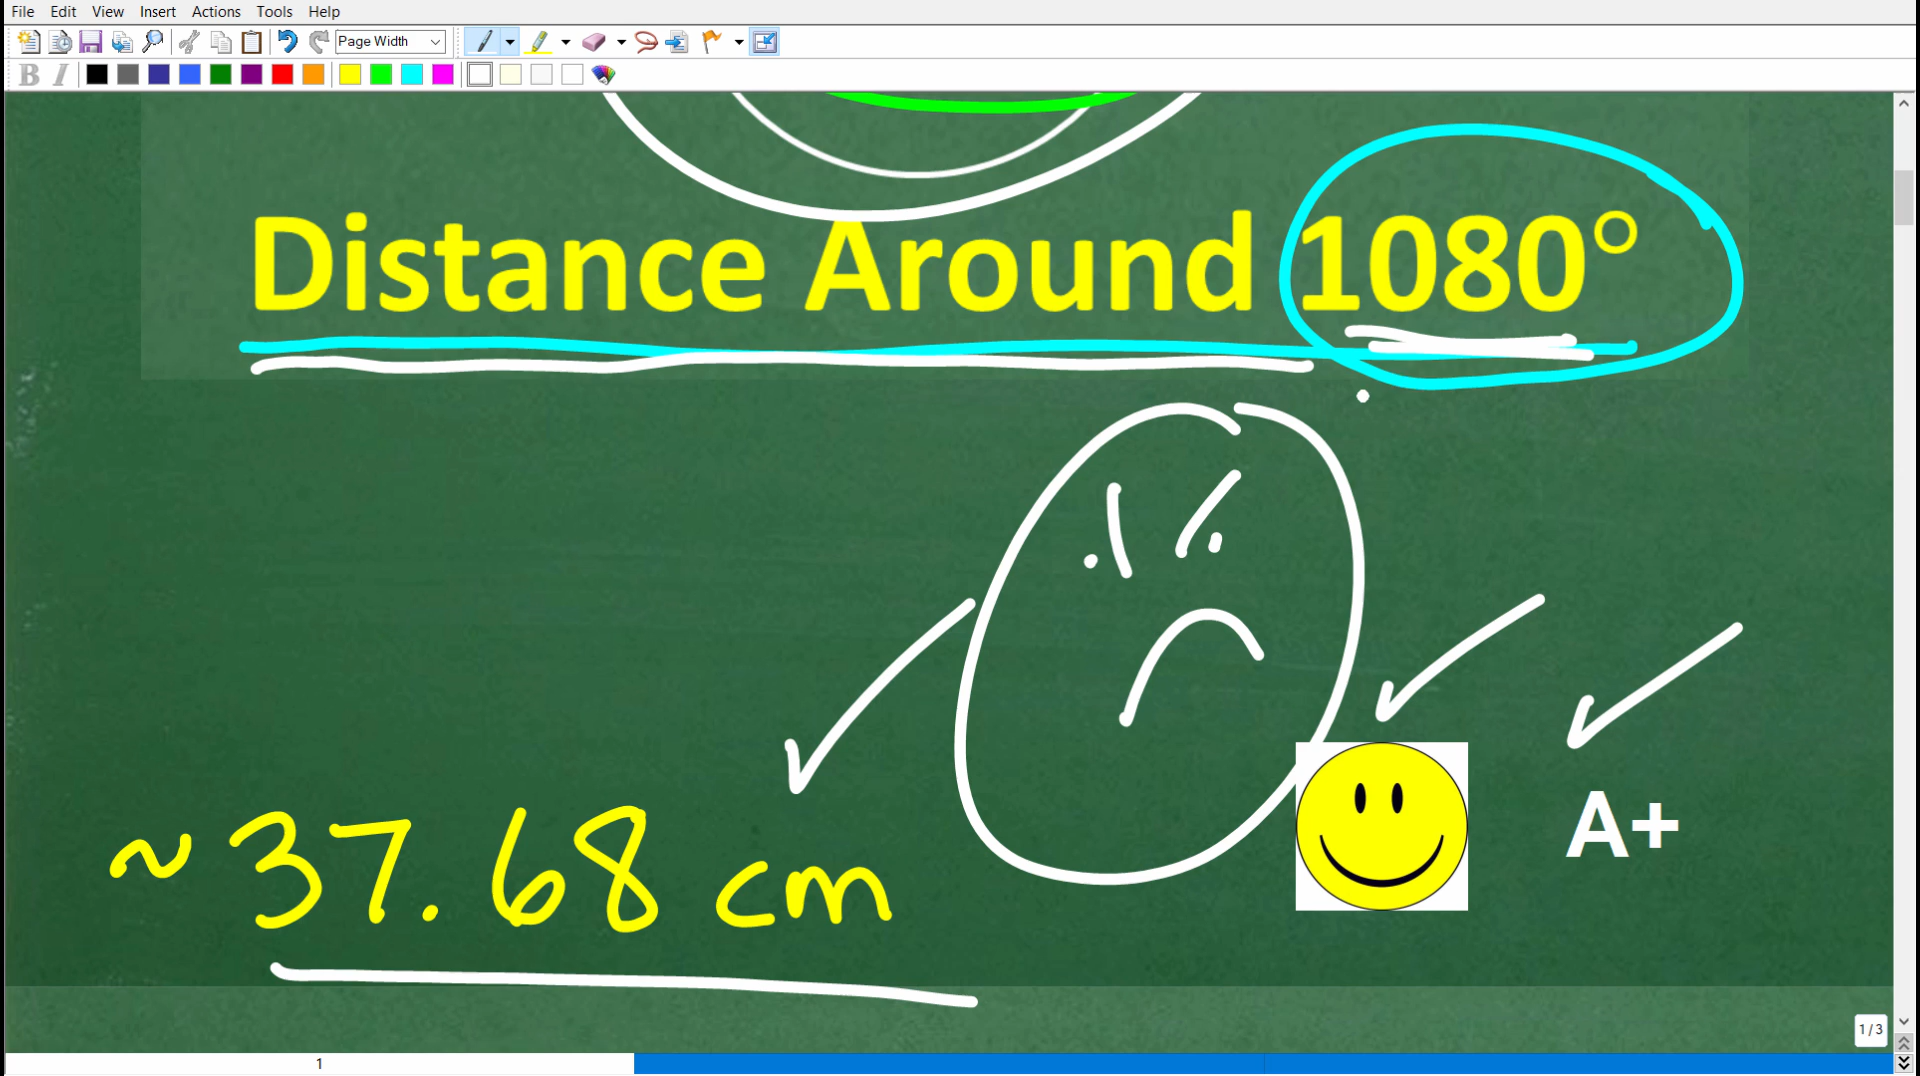 File Edit View Insert Actions Tools Help
Page Width
B I
Distance Around 1080°
~37.68 cm
A+
1/3
1